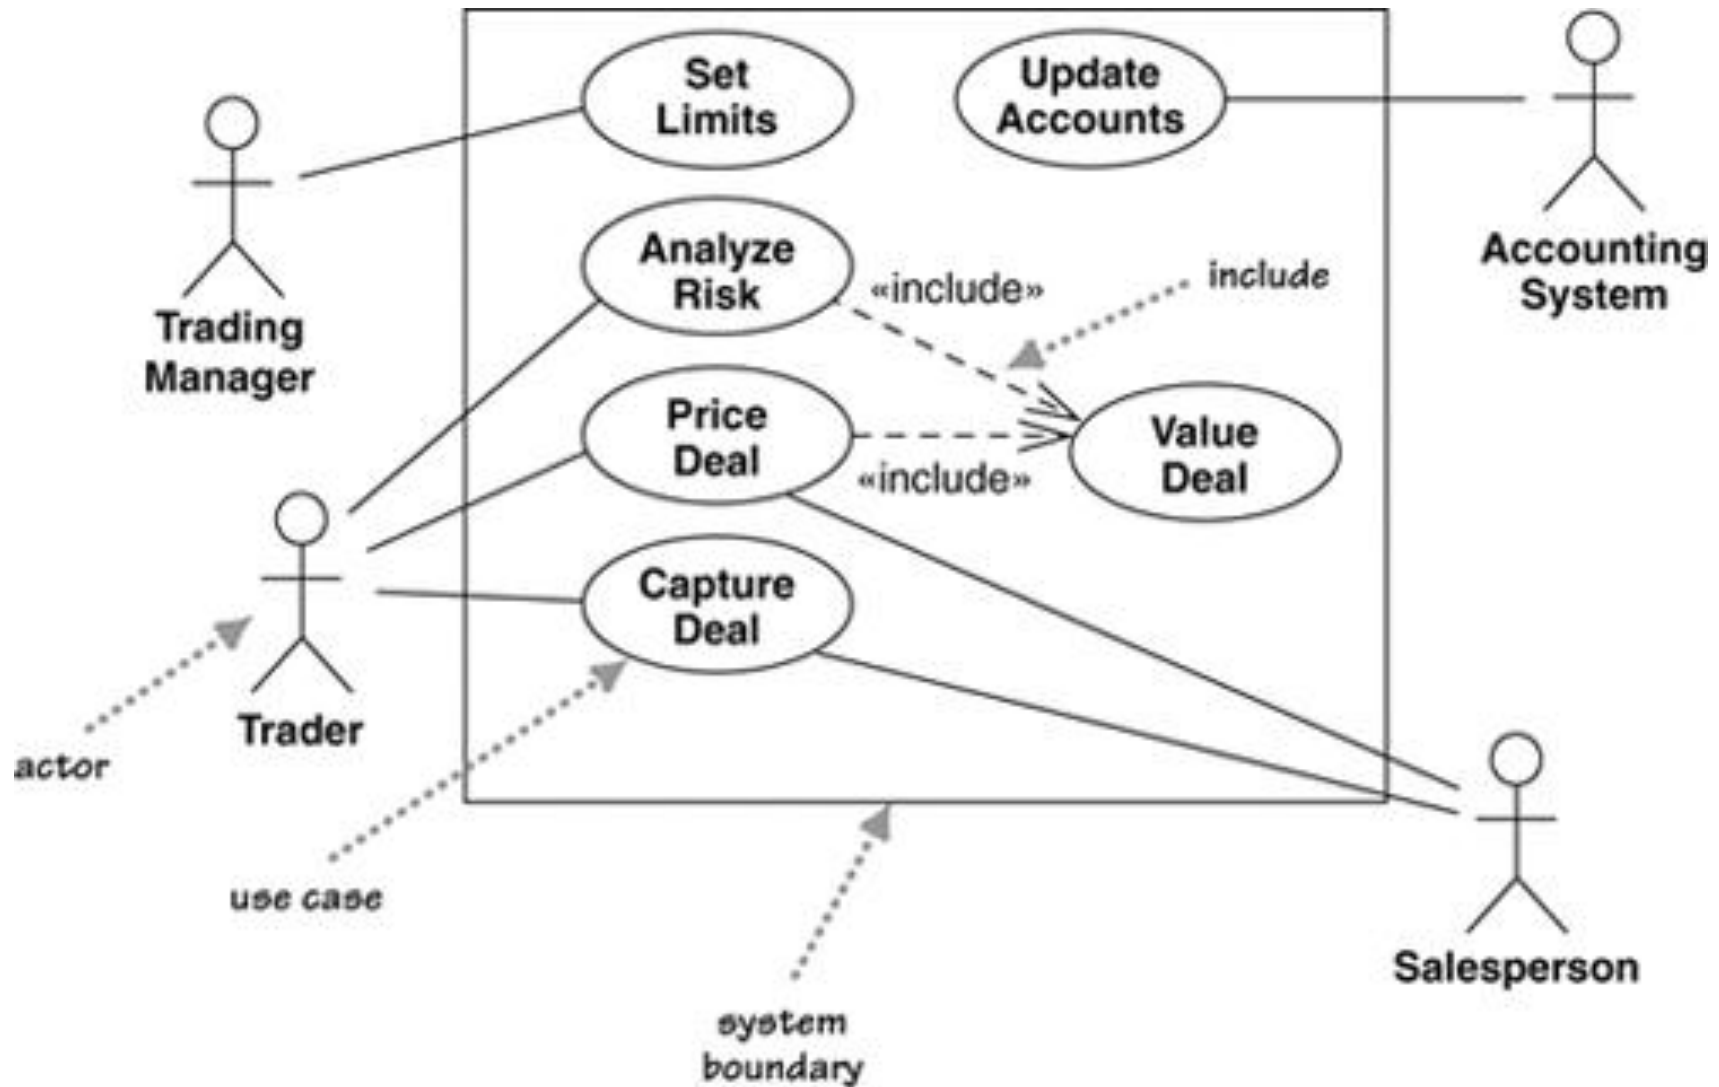 Set
Limits
Update
Accounts
Trading
Manager
Accounting
System
Analyze
Risk
«include»
include
Price
Deal
«include»
Value
Deal
Capture
Deal
Trader
actor
use case
Salesperson
system
boundary